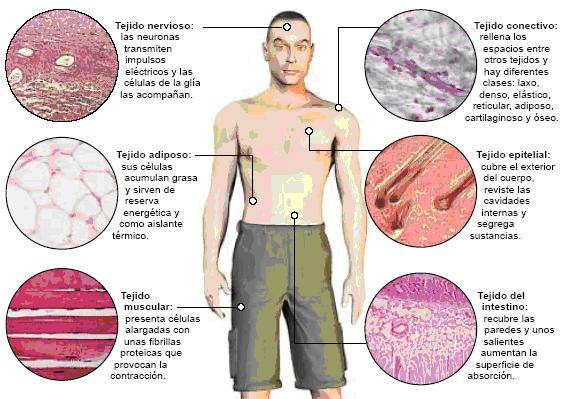 Tejido nervioso:
las neuronas
transmiten
impulsos
eléctricos y las
células de la glía
las acompañan.
Tejido conectivo:
rellena los
espacios entre
otros tejidos y
hay diferentes
clases: laxo,
denso, elástico,
reticular, adiposo,
cartilaginoso y óseo.
Tejido adiposo:
sus células
acumulan grasa
y sirven de
reserva
energética y
como aislante
térmico.
Tejido epitelial:
cubre el exterior
del cuerpo,
reviste las
cavidades
internas y
segrega
sustancias.
Tejido
muscular:
presenta células
alargadas con
unas fibrillas
proteicas que
provocan la
contracción.
Tejido del
intestino:
recubre las
paredes y unos
salientes
aumentan la
superficie de
absorción.